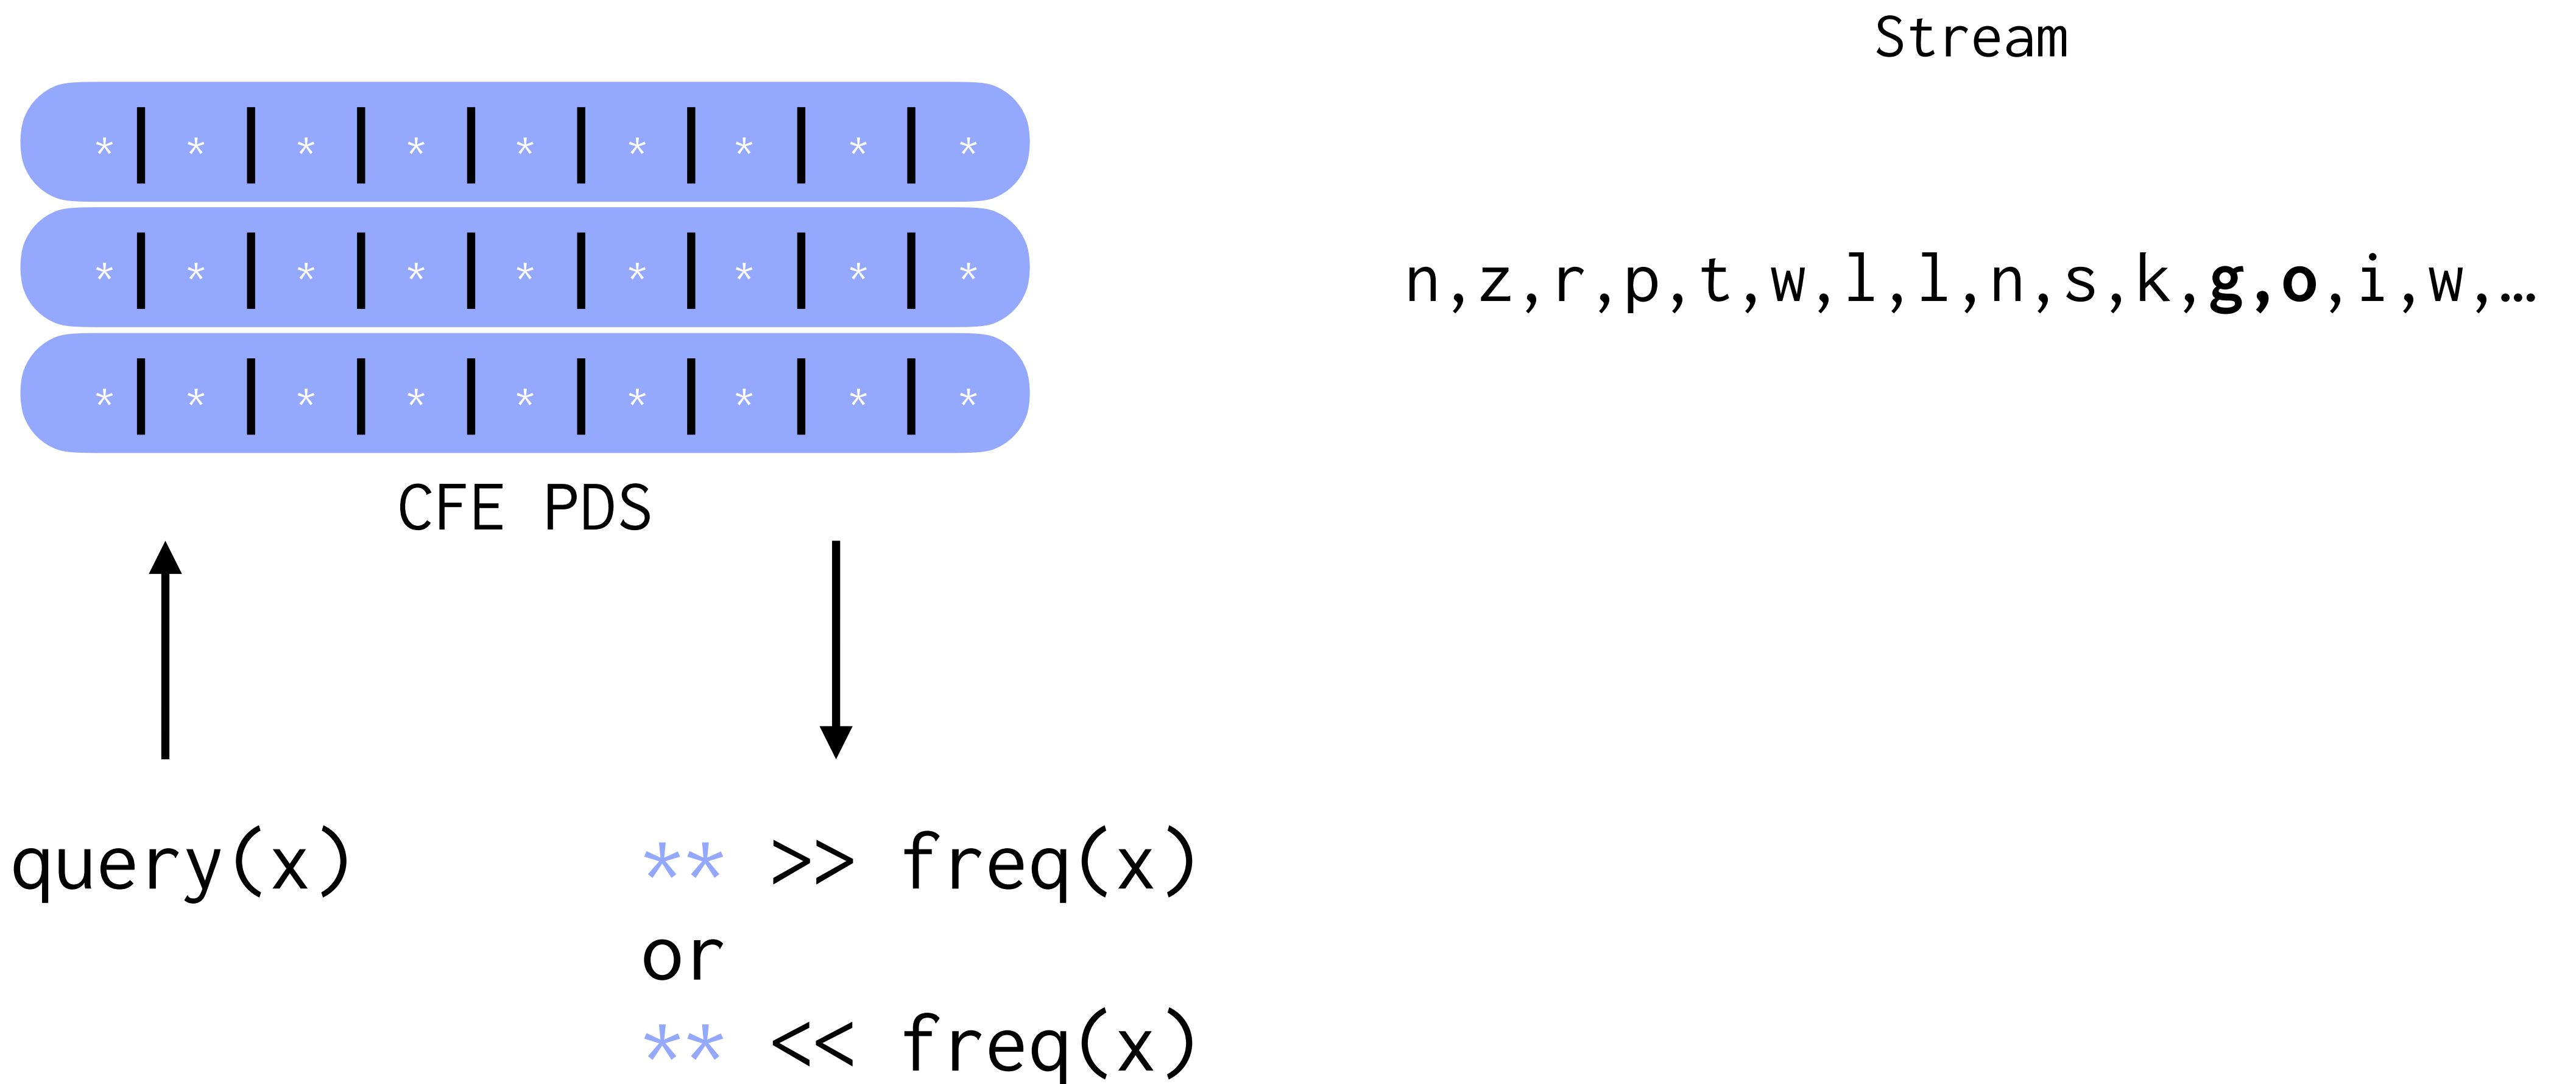 Stream
* | * | * | * | * | * | * | * | *
* | * | * | * | * | * | * | * | *
n,z,r,p,t,w,l,l,n,s,k,g,o,i,w,…
* | * | * | * | * | * | * | * | *
CFE PDS
query(x)
** >> freq(x)
or
** << freq(x)